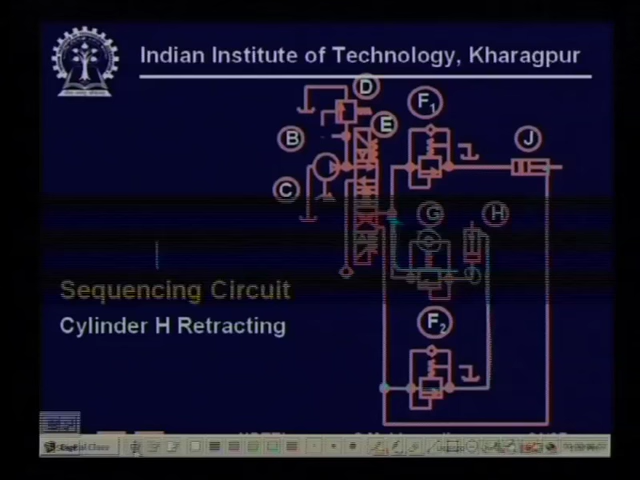 Indian Institute of Technology, Kharagpur
D
F1
B
E
J
C
G
H
Sequencing Circuit
Cylinder H Retracting
F2